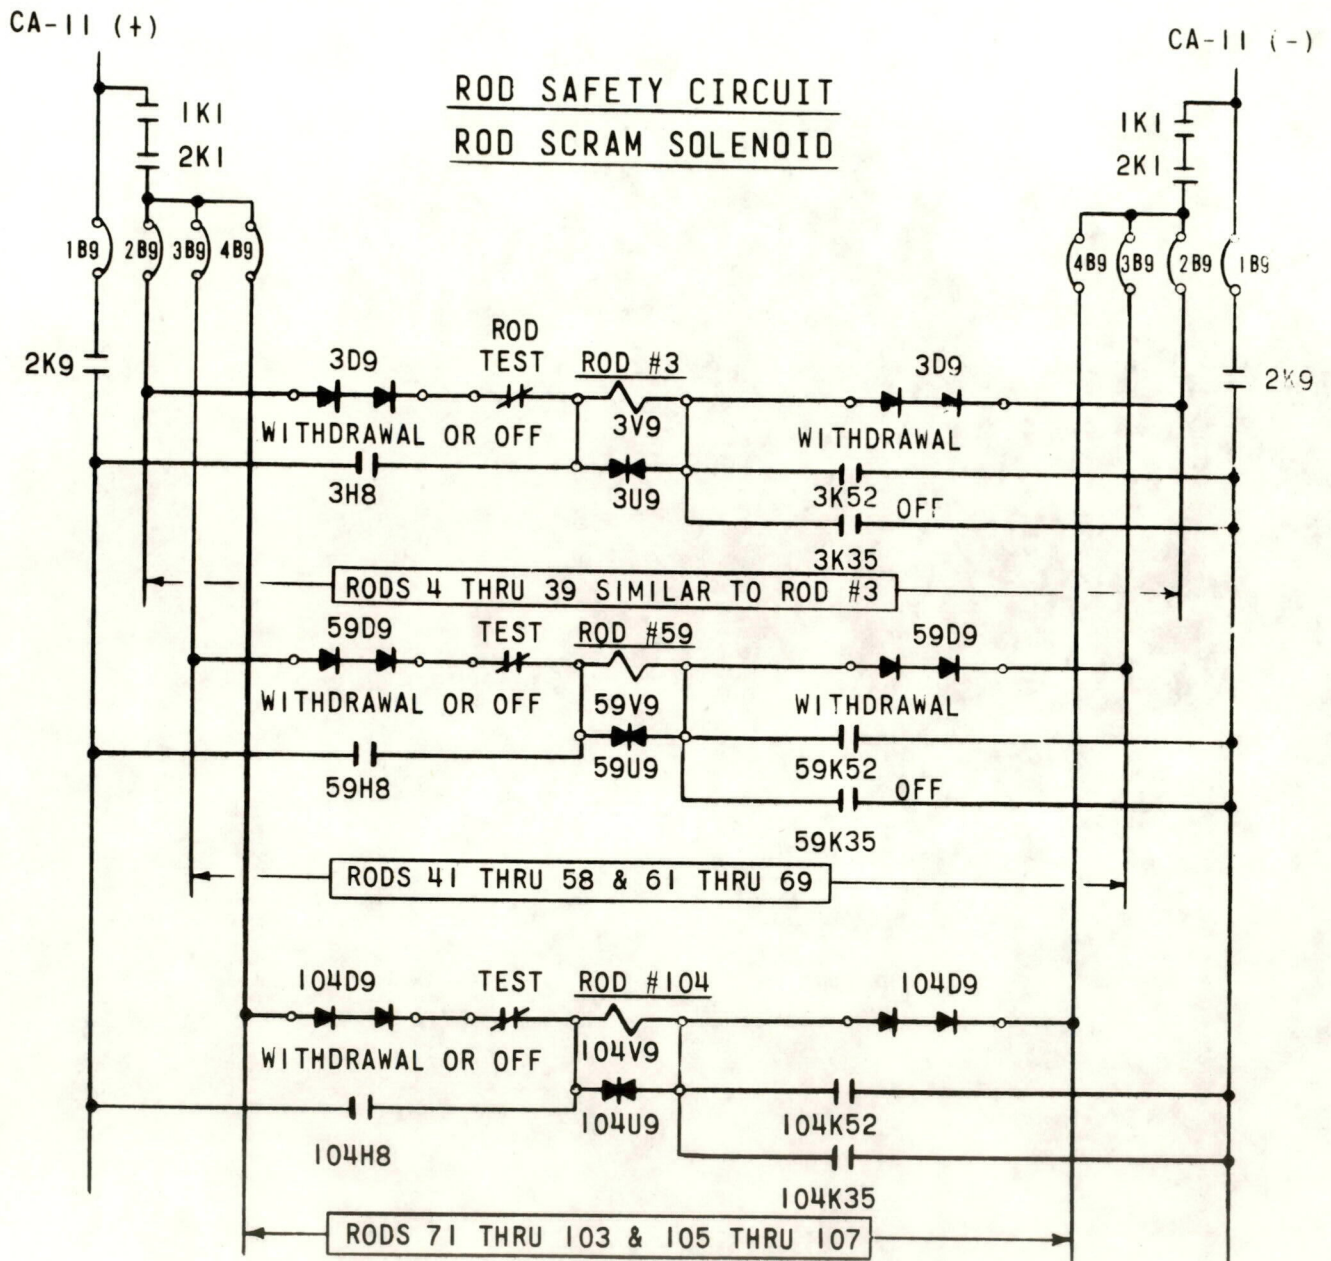 CA-11 (+)
CA-11 (-)
ROD SAFETY CIRCUIT
ROD SCRAM SOLENOID
1K1
2K1
1K1
2K1
1B9 2B9 3B9 4B9
4B9 3B9 2B9 1B9
2K9
2K9
3D9
ROD
TEST
ROD #3
3D9
WITHDRAWAL OR OFF
3V9
WITHDRAWAL
3H8
3U9
3K52
OFF
3K35
RODS 4 THRU 39 SIMILAR TO ROD #3
59D9
TEST
ROD #59
59D9
WITHDRAWAL OR OFF
59V9
WITHDRAWAL
59H8
59U9
59K52
OFF
59K35
RODS 41 THRU 58 & 61 THRU 69
104D9
TEST
ROD #104
104D9
WITHDRAWAL OR OFF
104V9
104H8
104U9
104K52
104K35
RODS 71 THRU 103 & 105 THRU 107